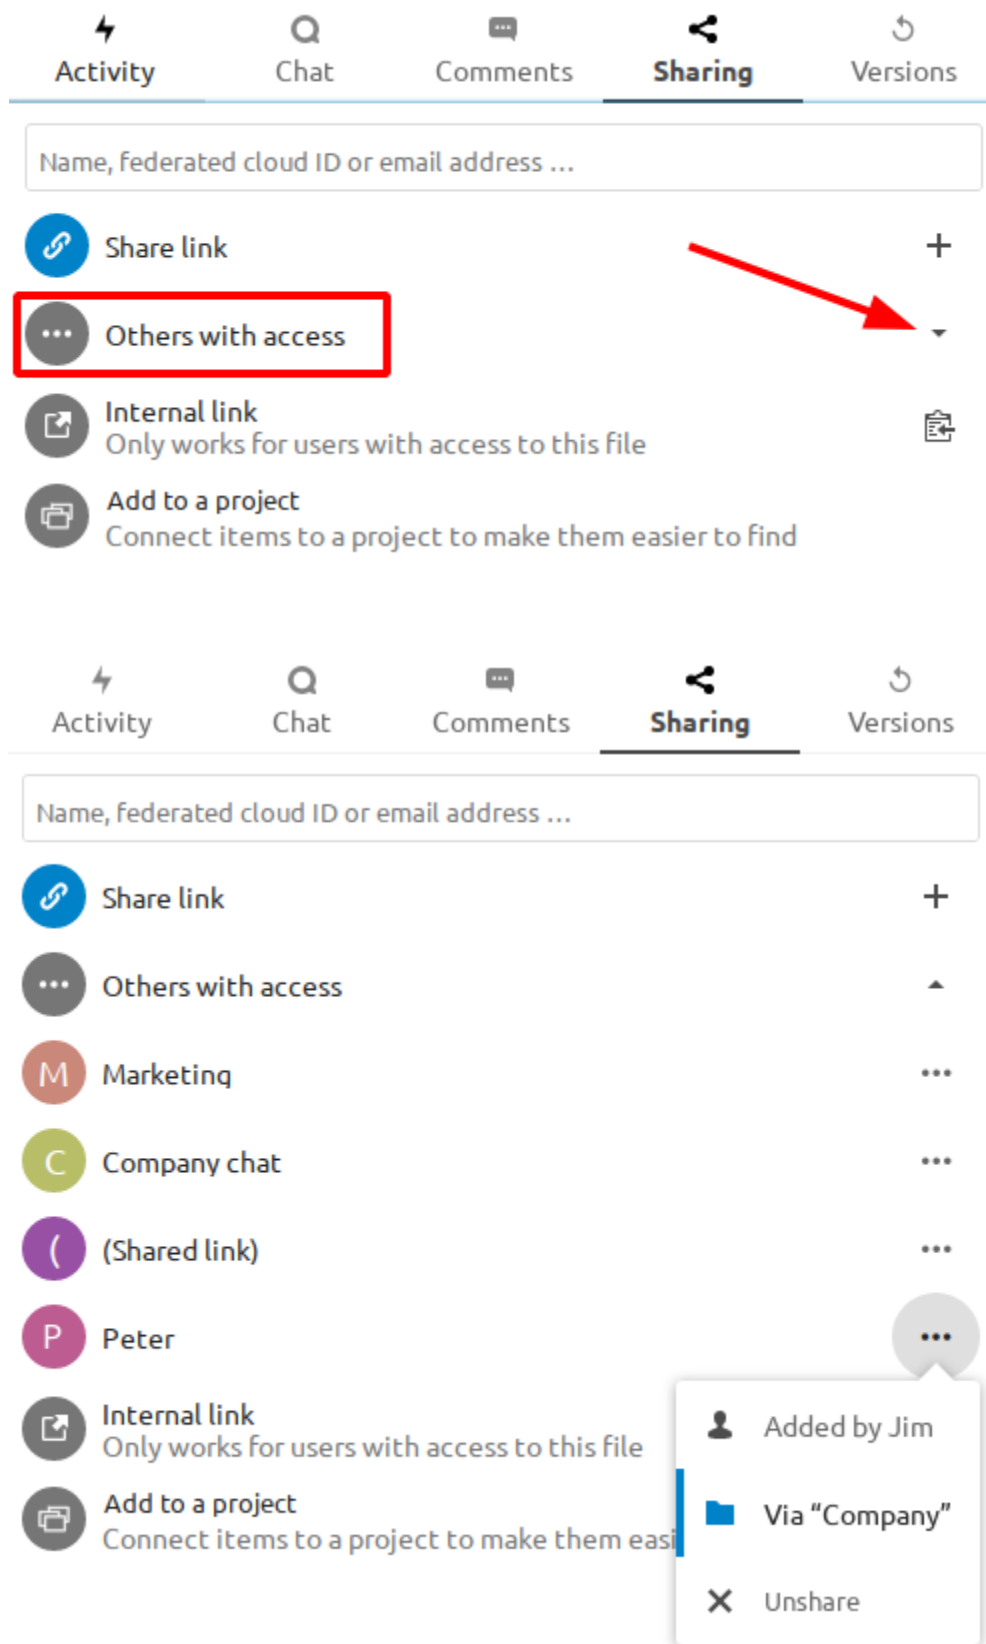 Activity Chat Comments Sharing Versions
Name, federated cloud ID or email address ...
Share link
Others with access
Internal link
Only works for users with access to this file
Add to a project
Connect items to a project to make them easier to find
Activity Chat Comments Sharing Versions
Name, federated cloud ID or email address ...
Share link
Others with access
M Marketing
C Company chat
( (Shared link)
P Peter
Internal link
Only works for users with access to this file
Add to a project
Connect items to a project to make them easi
Added by Jim
Via “Company”
Unshare